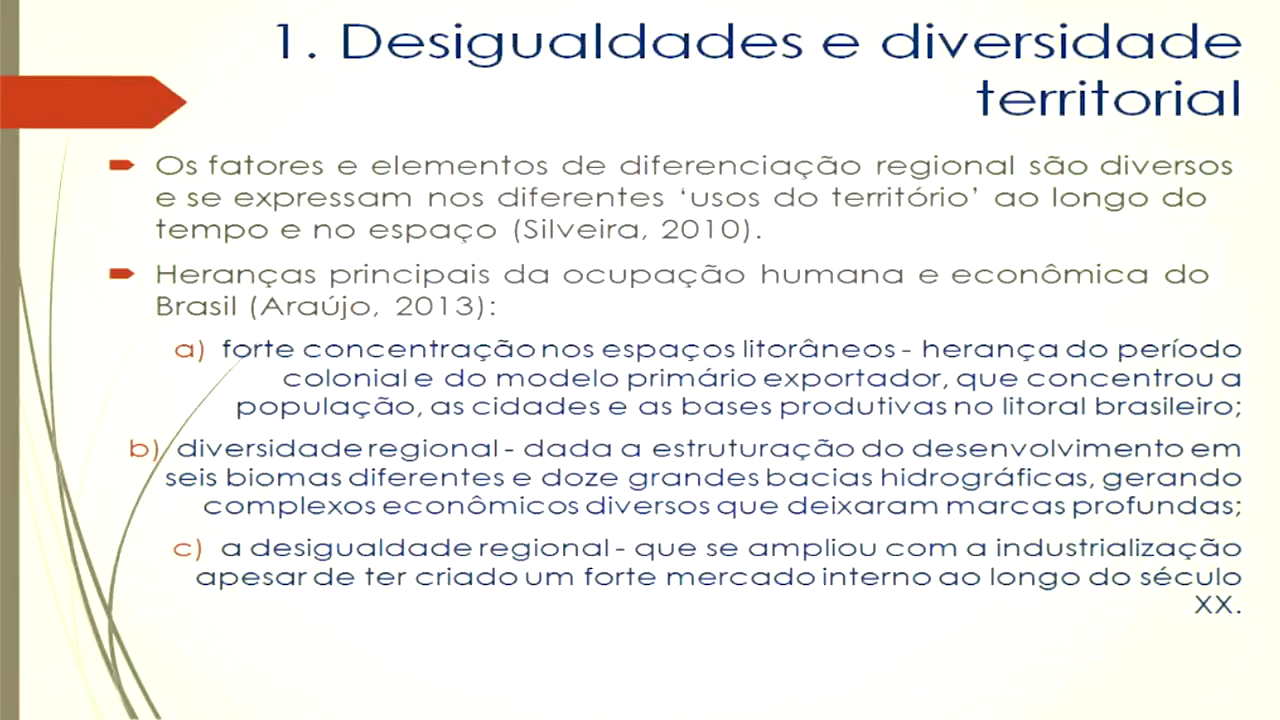 1. Desigualdades e diversidade
territorial
Os fatores e elementos de diferenciação regional são diversos
e se expressam nos diferentes ‘usos do território’ ao longo do
tempo e no espaço (Silveira, 2010).
Heranças principais da ocupação humana e econômica do
Brasil (Araújo, 2013):
a) forte concentração nos espaços litorâneos - herança do período
colonial e do modelo primário exportador, que concentrou a
população, as cidades e as bases produtivas no litoral brasileiro;
b) diversidade regional - dada a estruturação do desenvolvimento em
seis biomas diferentes e doze grandes bacias hidrográficas, gerando
complexos econômicos diversos que deixaram marcas profundas;
c) a desigualdade regional - que se ampliou com a industrialização
apesar de ter criado um forte mercado interno ao longo do século
XX.